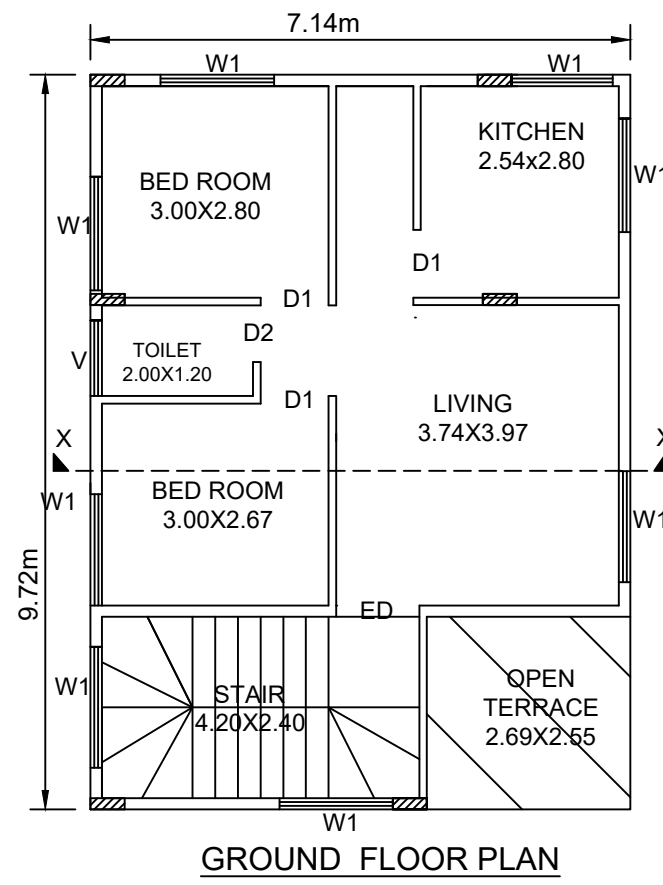 7.14m
W1
W1
KITCHEN
2.54x2.80
W1
BED ROOM
3.00X2.80
W1
D1
D1
D2
V
TOILET
2.00X1.20
D1
LIVING
3.74X3.97
X
X
BED ROOM
3.00X2.67
W1
W1
9.72m
ED
W1
STAIR
4.20X2.40
OPEN
TERRACE
2.69X2.55
W1
GROUND FLOOR PLAN